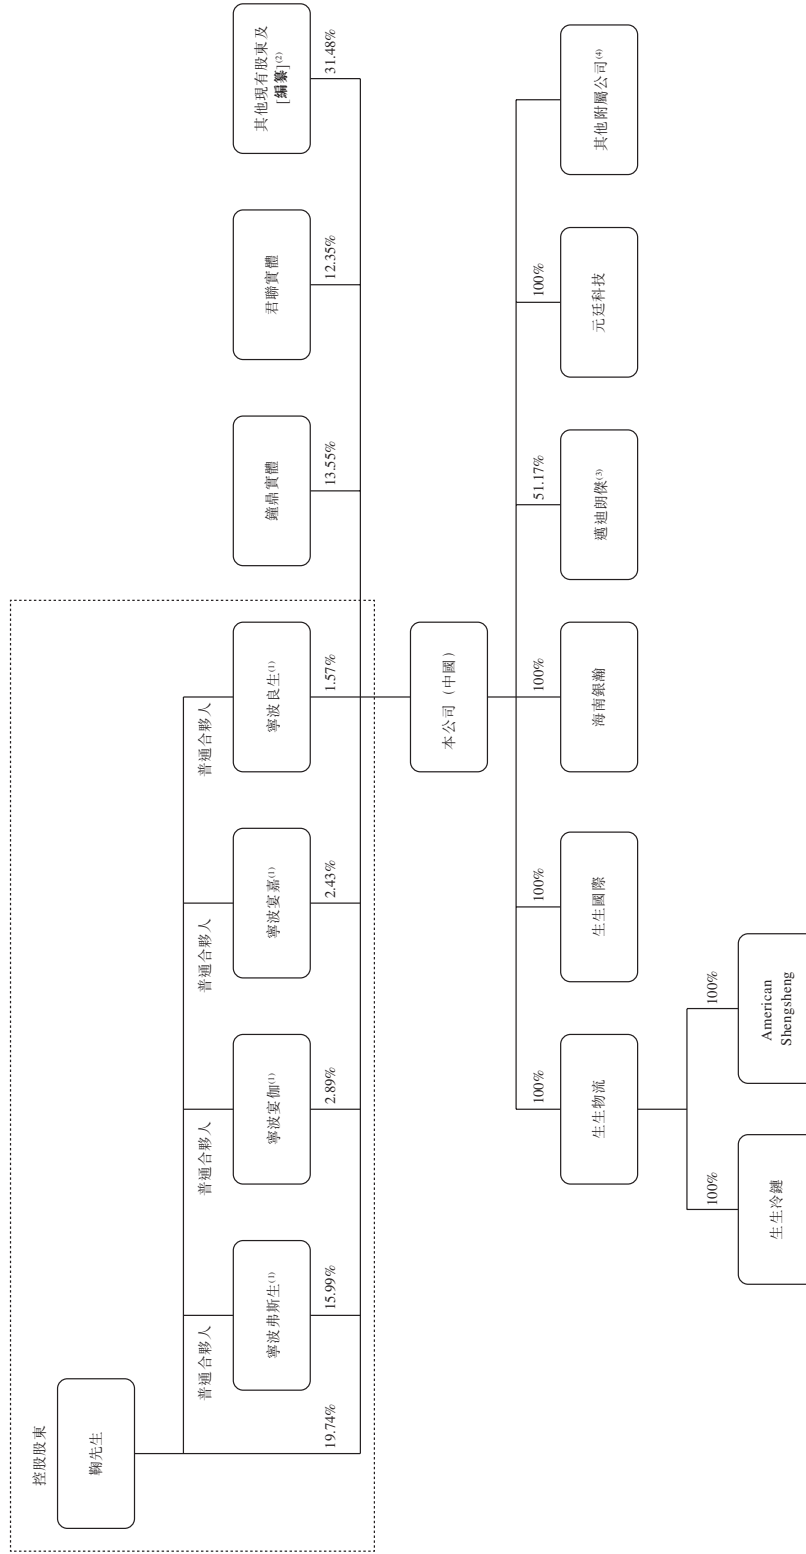 控股股東
鞠先生
普通合夥人
普通合夥人
普通合夥人
普通合夥人
寧波弗斯生(1)
寧波宴伽(1)
寧波宴嘉(1)
寧波良生(1)
鐘鼎實體
君聯實體
其他現有股東及
[編纂](2)
19.74%
15.99%
2.89%
2.43%
1.57%
13.55%
12.35%
31.48%
本公司（中國）
100%
100%
100%
51.17%
100%
生生物流
生生國際
海南銀瀚
邁迪朗傑(3)
元廷科技
其他附屬公司(4)
100%
100%
生生冷鏈
American
Shengsheng